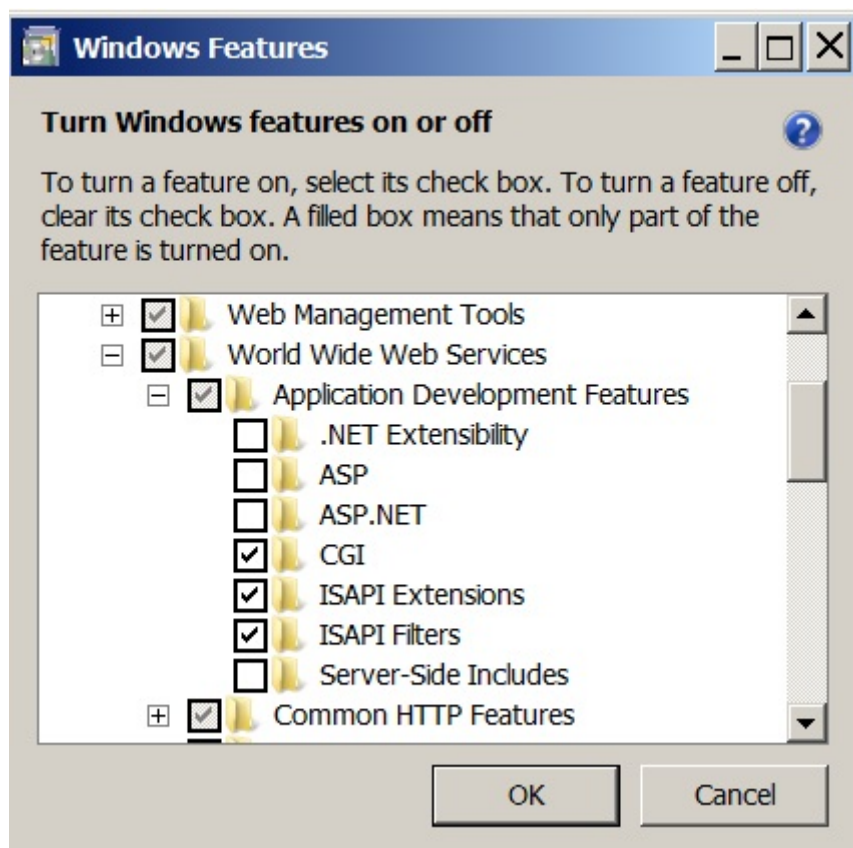 Windows Features
Turn Windows features on or off
To turn a feature on, select its check box. To turn a feature off,
clear its check box. A filled box means that only part of the
feature is turned on.
Web Management Tools
World Wide Web Services
Application Development Features
.NET Extensibility
ASP
ASP.NET
CGI
ISAPI Extensions
ISAPI Filters
Server-Side Includes
Common HTTP Features
OK Cancel